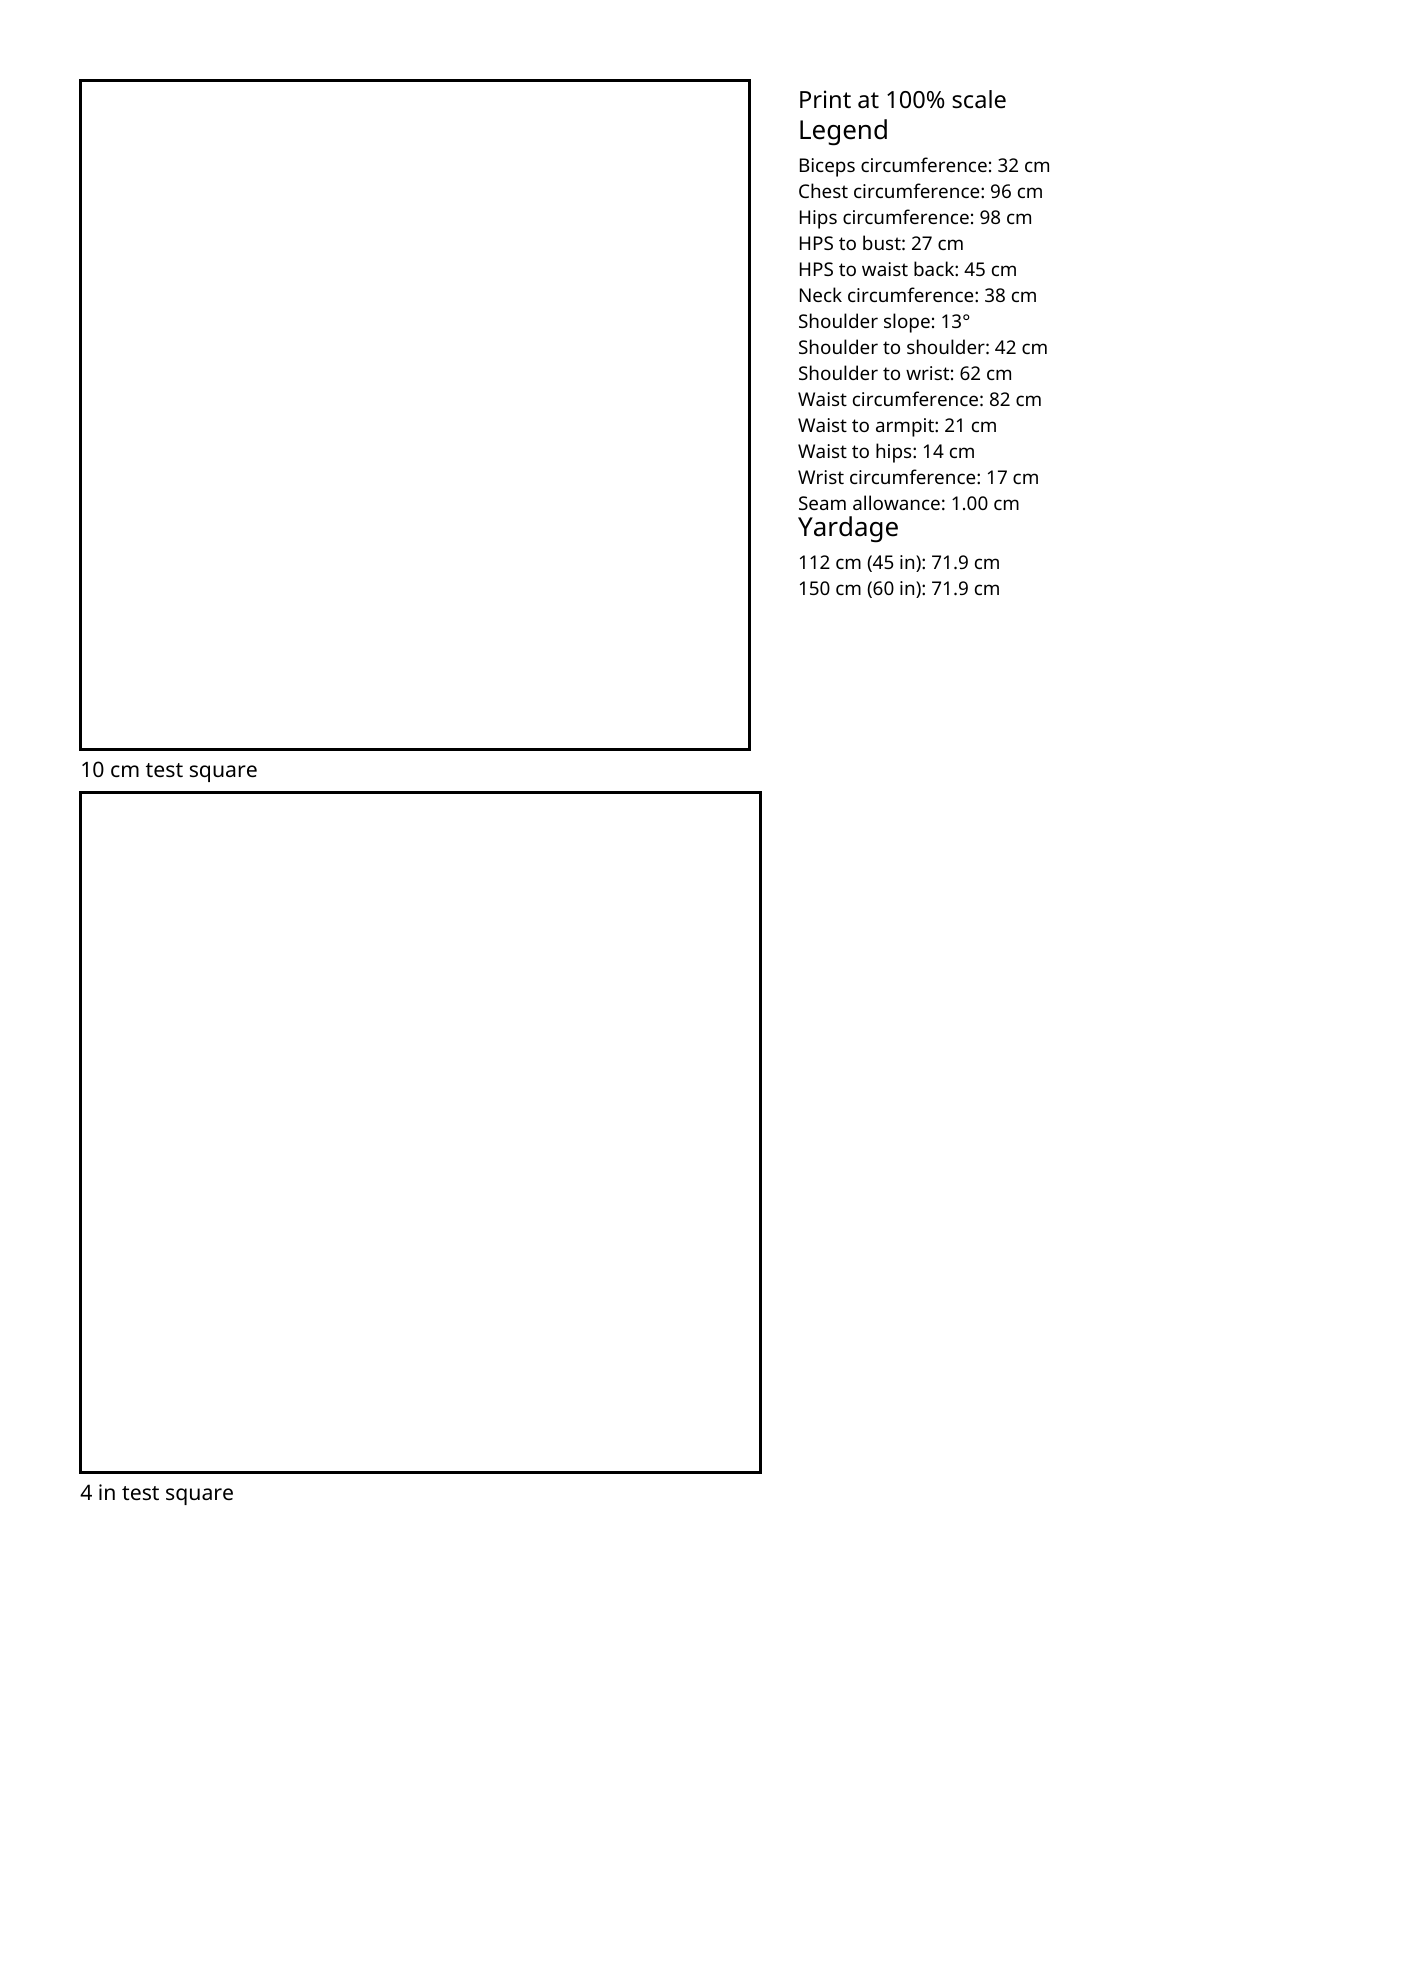 Print at 100% scale
Legend
Biceps circumference: 32 cm
Chest circumference: 96 cm
Hips circumference: 98 cm
HPS to bust: 27 cm
HPS to waist back: 45 cm
Neck circumference: 38 cm
Shoulder slope: 13°
Shoulder to shoulder: 42 cm
Shoulder to wrist: 62 cm
Waist circumference: 82 cm
Waist to armpit: 21 cm
Waist to hips: 14 cm
Wrist circumference: 17 cm
Seam allowance: 1.00 cm
Yardage
112 cm (45 in): 71.9 cm
150 cm (60 in): 71.9 cm
10 cm test square
4 in test square